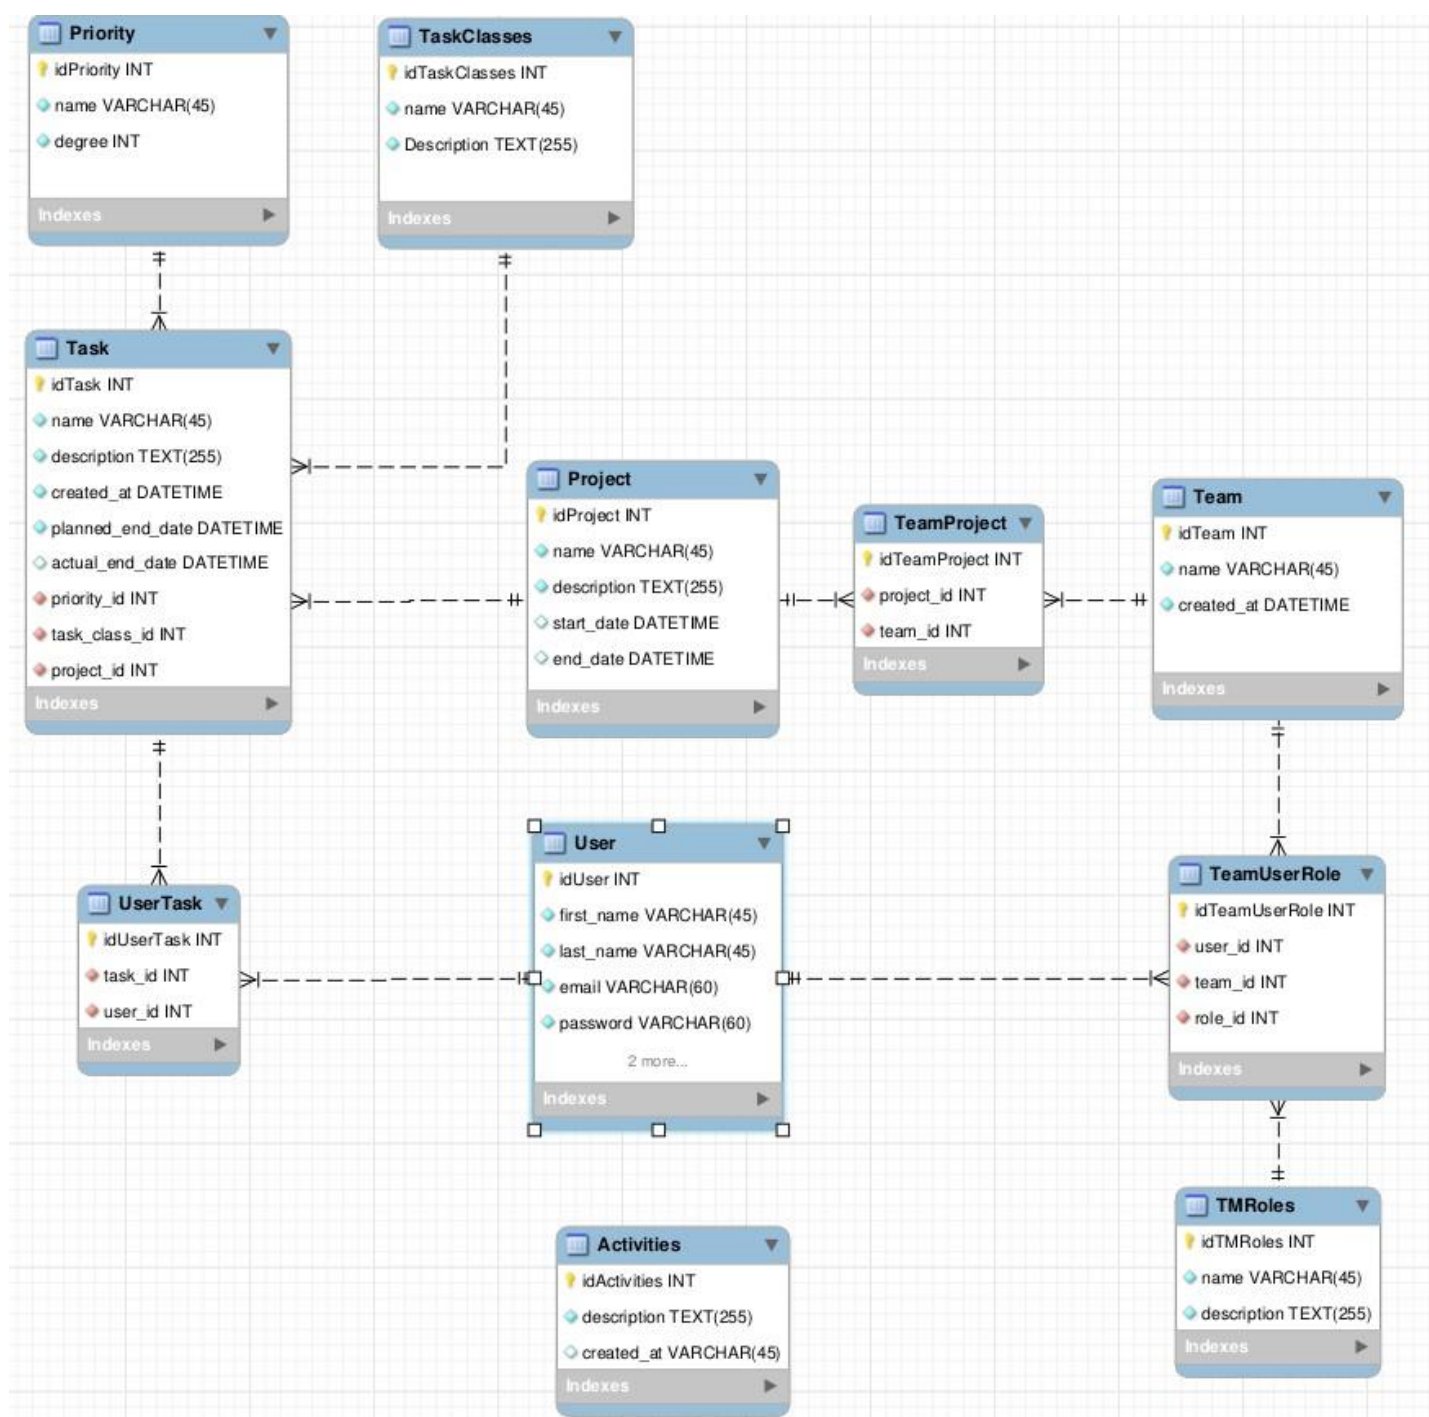 Priority
idPriority INT
name VARCHAR(45)
degree INT
Indexes
TaskClasses
idTaskClasses INT
name VARCHAR(45)
Description TEXT(255)
Indexes
Task
idTask INT
name VARCHAR(45)
description TEXT(255)
created_at DATETIME
planned_end_date DATETIME
actual_end_date DATETIME
priority_id INT
task_class_id INT
project_id INT
Indexes
Project
idProject INT
name VARCHAR(45)
description TEXT(255)
start_date DATETIME
end_date DATETIME
Indexes
TeamProject
idTeamProject INT
project_id INT
team_id INT
Indexes
Team
idTeam INT
name VARCHAR(45)
created_at DATETIME
Indexes
UserTask
idUserTask INT
task_id INT
user_id INT
Indexes
User
idUser INT
first_name VARCHAR(45)
last_name VARCHAR(45)
email VARCHAR(60)
password VARCHAR(60)
2 more...
Indexes
TeamUserRole
idTeamUserRole INT
user_id INT
team_id INT
role_id INT
Indexes
Activities
idActivities INT
description TEXT(255)
created_at VARCHAR(45)
Indexes
TMRoles
idTMRoles INT
name VARCHAR(45)
description TEXT(255)
Indexes